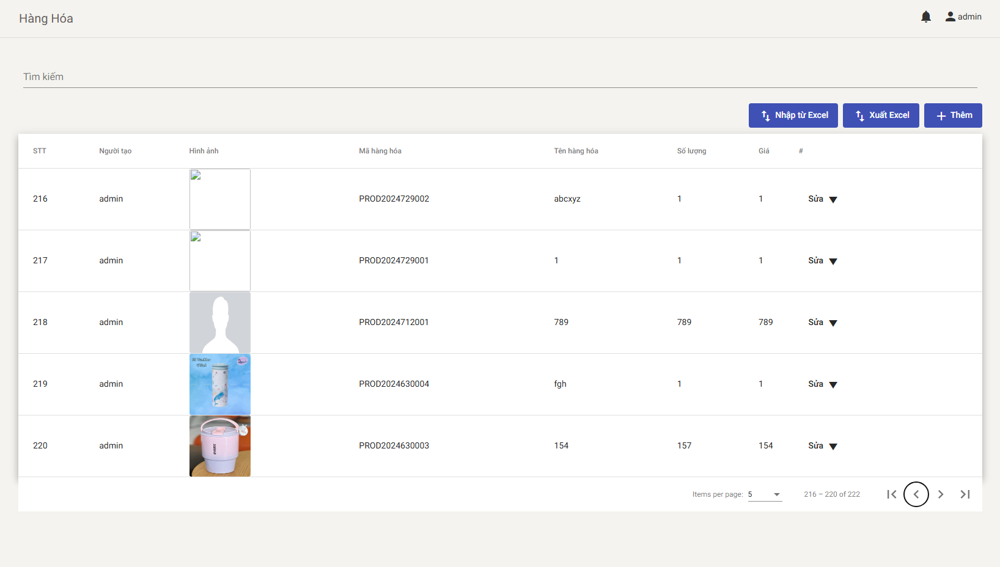 Hàng Hóa
admin
Tìm kiếm
Nhập từ Excel
Xuất Excel
Thêm
STT Người tạo Hình ảnh Mã hàng hóa Tên hàng hóa Số lượng Giá #
216 admin PROD2024729002 abcxyz 1 1 Sửa
217 admin PROD2024729001 1 1 1 Sửa
218 admin PROD2024712001 789 789 789 Sửa
219 admin PROD2024630004 fgh 1 1 Sửa
220 admin PROD2024630003 154 157 154 Sửa
Items per page: 5 216 – 220 of 222